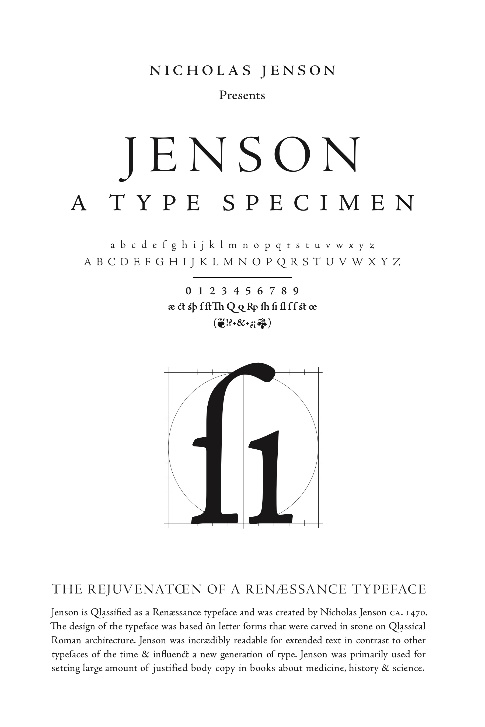 NICHOLAS JENSON
Presents
JENSON
A TYPE SPECIMEN
a b c d e f g h i j k l m n o p q r s t u v w x y z
A B C D E F G H I J K L M N O P Q R S T U V W X Y Z
0 1 2 3 4 5 6 7 8 9
fi
THE REJUVENATŒN OF A RENÆSSANCE TYPEFACE
Jenson is Qlassified as a Renæssance typeface and was created by Nicholas Jenson CA. 1470.
The design of the typeface was based ōn letter forms that were carved in stone on Qlassical
Roman architecture. Jenson was incrædibly readable for extended text in contrast to other
typefaces of the time & influenct a new generation of type. Jenson was primarily used for
setting large amount of justified body copy in books about medicine, history & science.